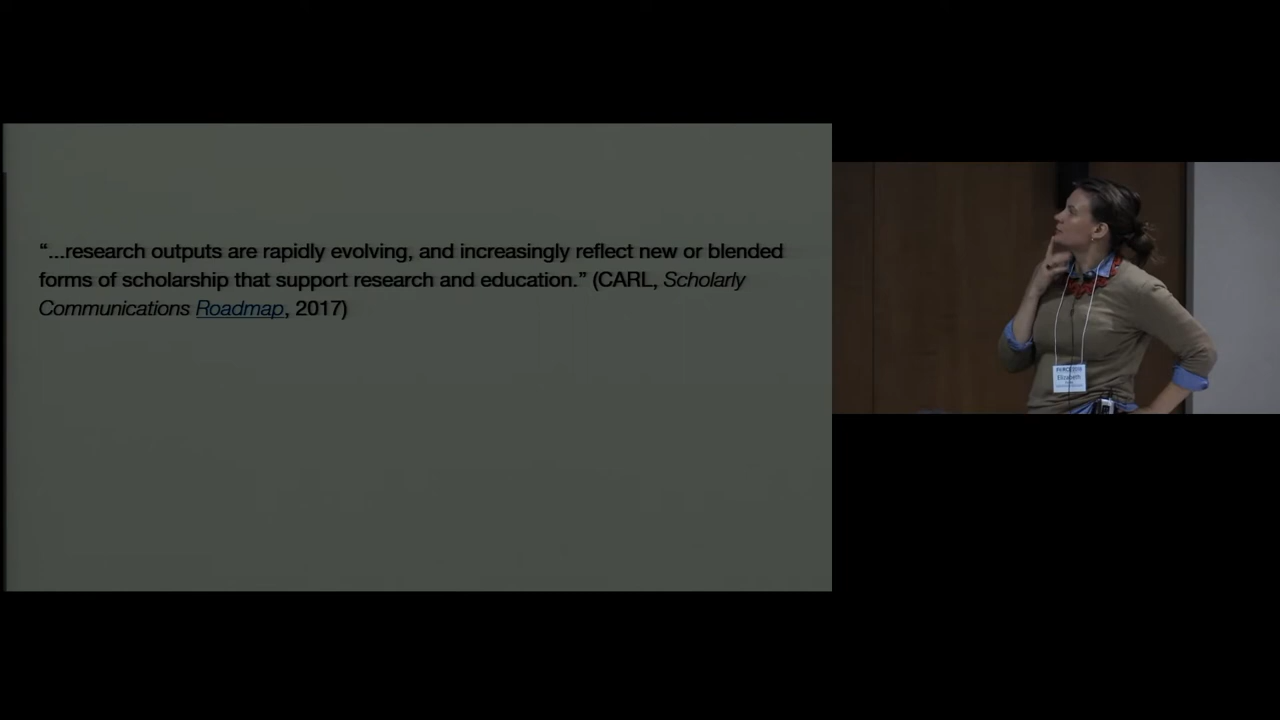 “...research outputs are rapidly evolving, and increasingly reflect new or blended
forms of scholarship that support research and education.” (CARL, Scholarly
Communications Roadmap, 2017)
Elizabeth